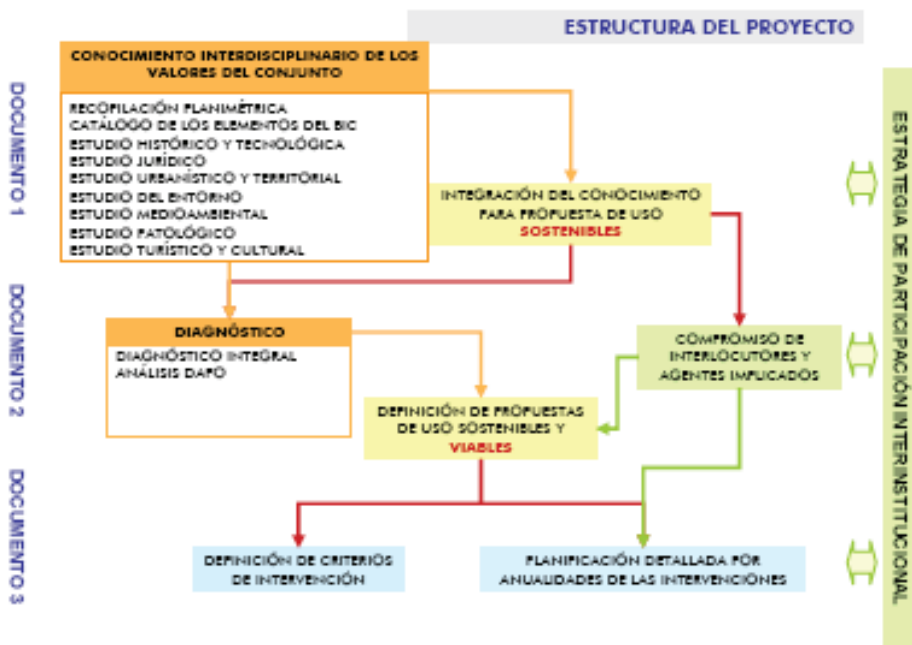 ESTRUCTURA DEL PROYECTO
CONOCIMIENTO INTERDISCIPLINARIO DE LOS
VALORES DEL CONJUNTO
RECOPILACIÓN PLANIMÉTRICA
CATÁLOGO DE LOS ELEMENTOS DEL BIC
ESTUDIO HISTÓRICO Y TECNOLÓGICA
ESTUDIO JURÍDICO
ESTUDIO URBANÍSTICO Y TERRITORIAL
ESTUDIO DEL ENTORNO
ESTUDIO MEDIOAMBIENTAL
ESTUDIO PATOLÓGICO
ESTUDIO TURÍSTICO Y CULTURAL
DOCUMENTO 1
INTEGRACIÓN DEL CONOCIMIENTO
PARA PROPUESTA DE USO
SOSTENIBLES
DOCUMENTO 2
DIAGNÓSTICO
DIAGNÓSTICO INTEGRAL
ANÁLISIS DAFO
COMPROMISO DE
INTERLOCUTORES Y
AGENTES IMPLICADOS
DEFINICIÓN DE PROPUESTAS
DE USO SOSTENIBLES Y
VIABLES
DOCUMENTO 3
DEFINICIÓN DE CRITERIOS
DE INTERVENCIÓN
PLANIFICACIÓN DETALLADA POR
ANUALIDADES DE LAS INTERVENCIONES
ESTRATEGIA DE PARTICIPACIÓN INTERINSTITUCIONAL